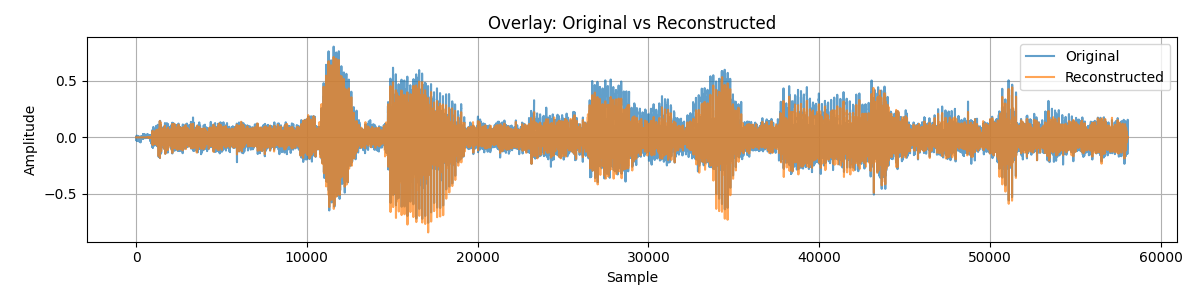 Overlay: Original vs Reconstructed
Original
Reconstructed
Amplitude
0.5
0.0
−0.5
0
10000
20000
30000
40000
50000
60000
Sample